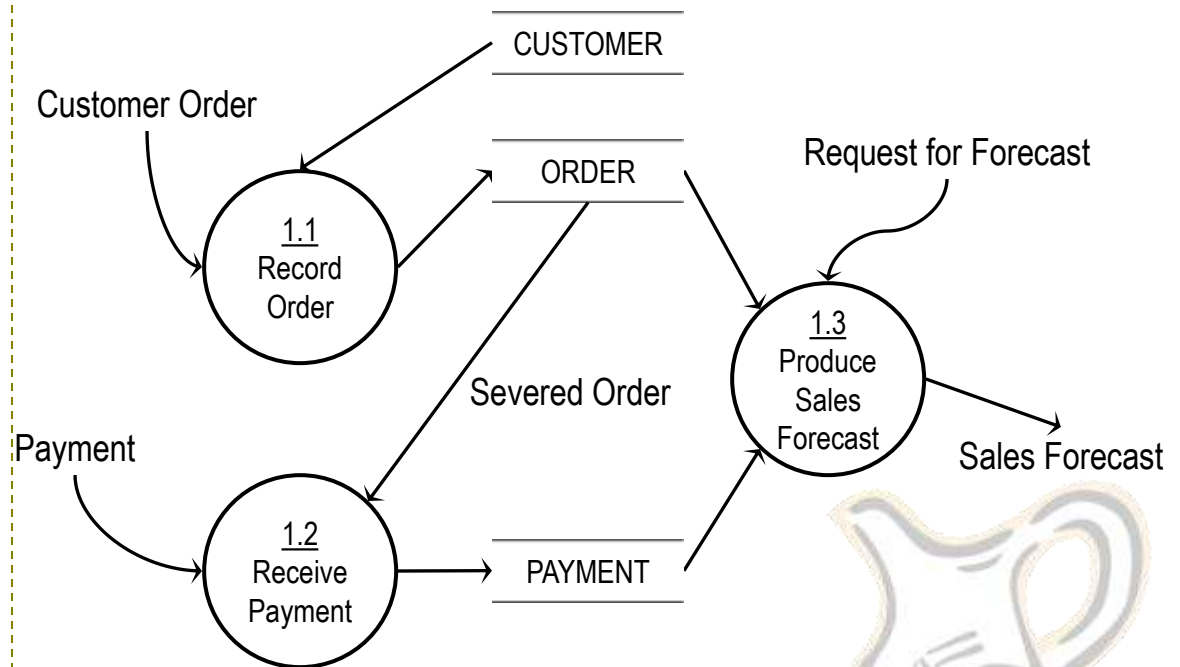 CUSTOMER
Customer Order
ORDER
Request for Forecast
1.1
Record
Order
1.3
Produce
Sales
Forecast
Severed Order
Payment
Sales Forecast
1.2
Receive
Payment
PAYMENT